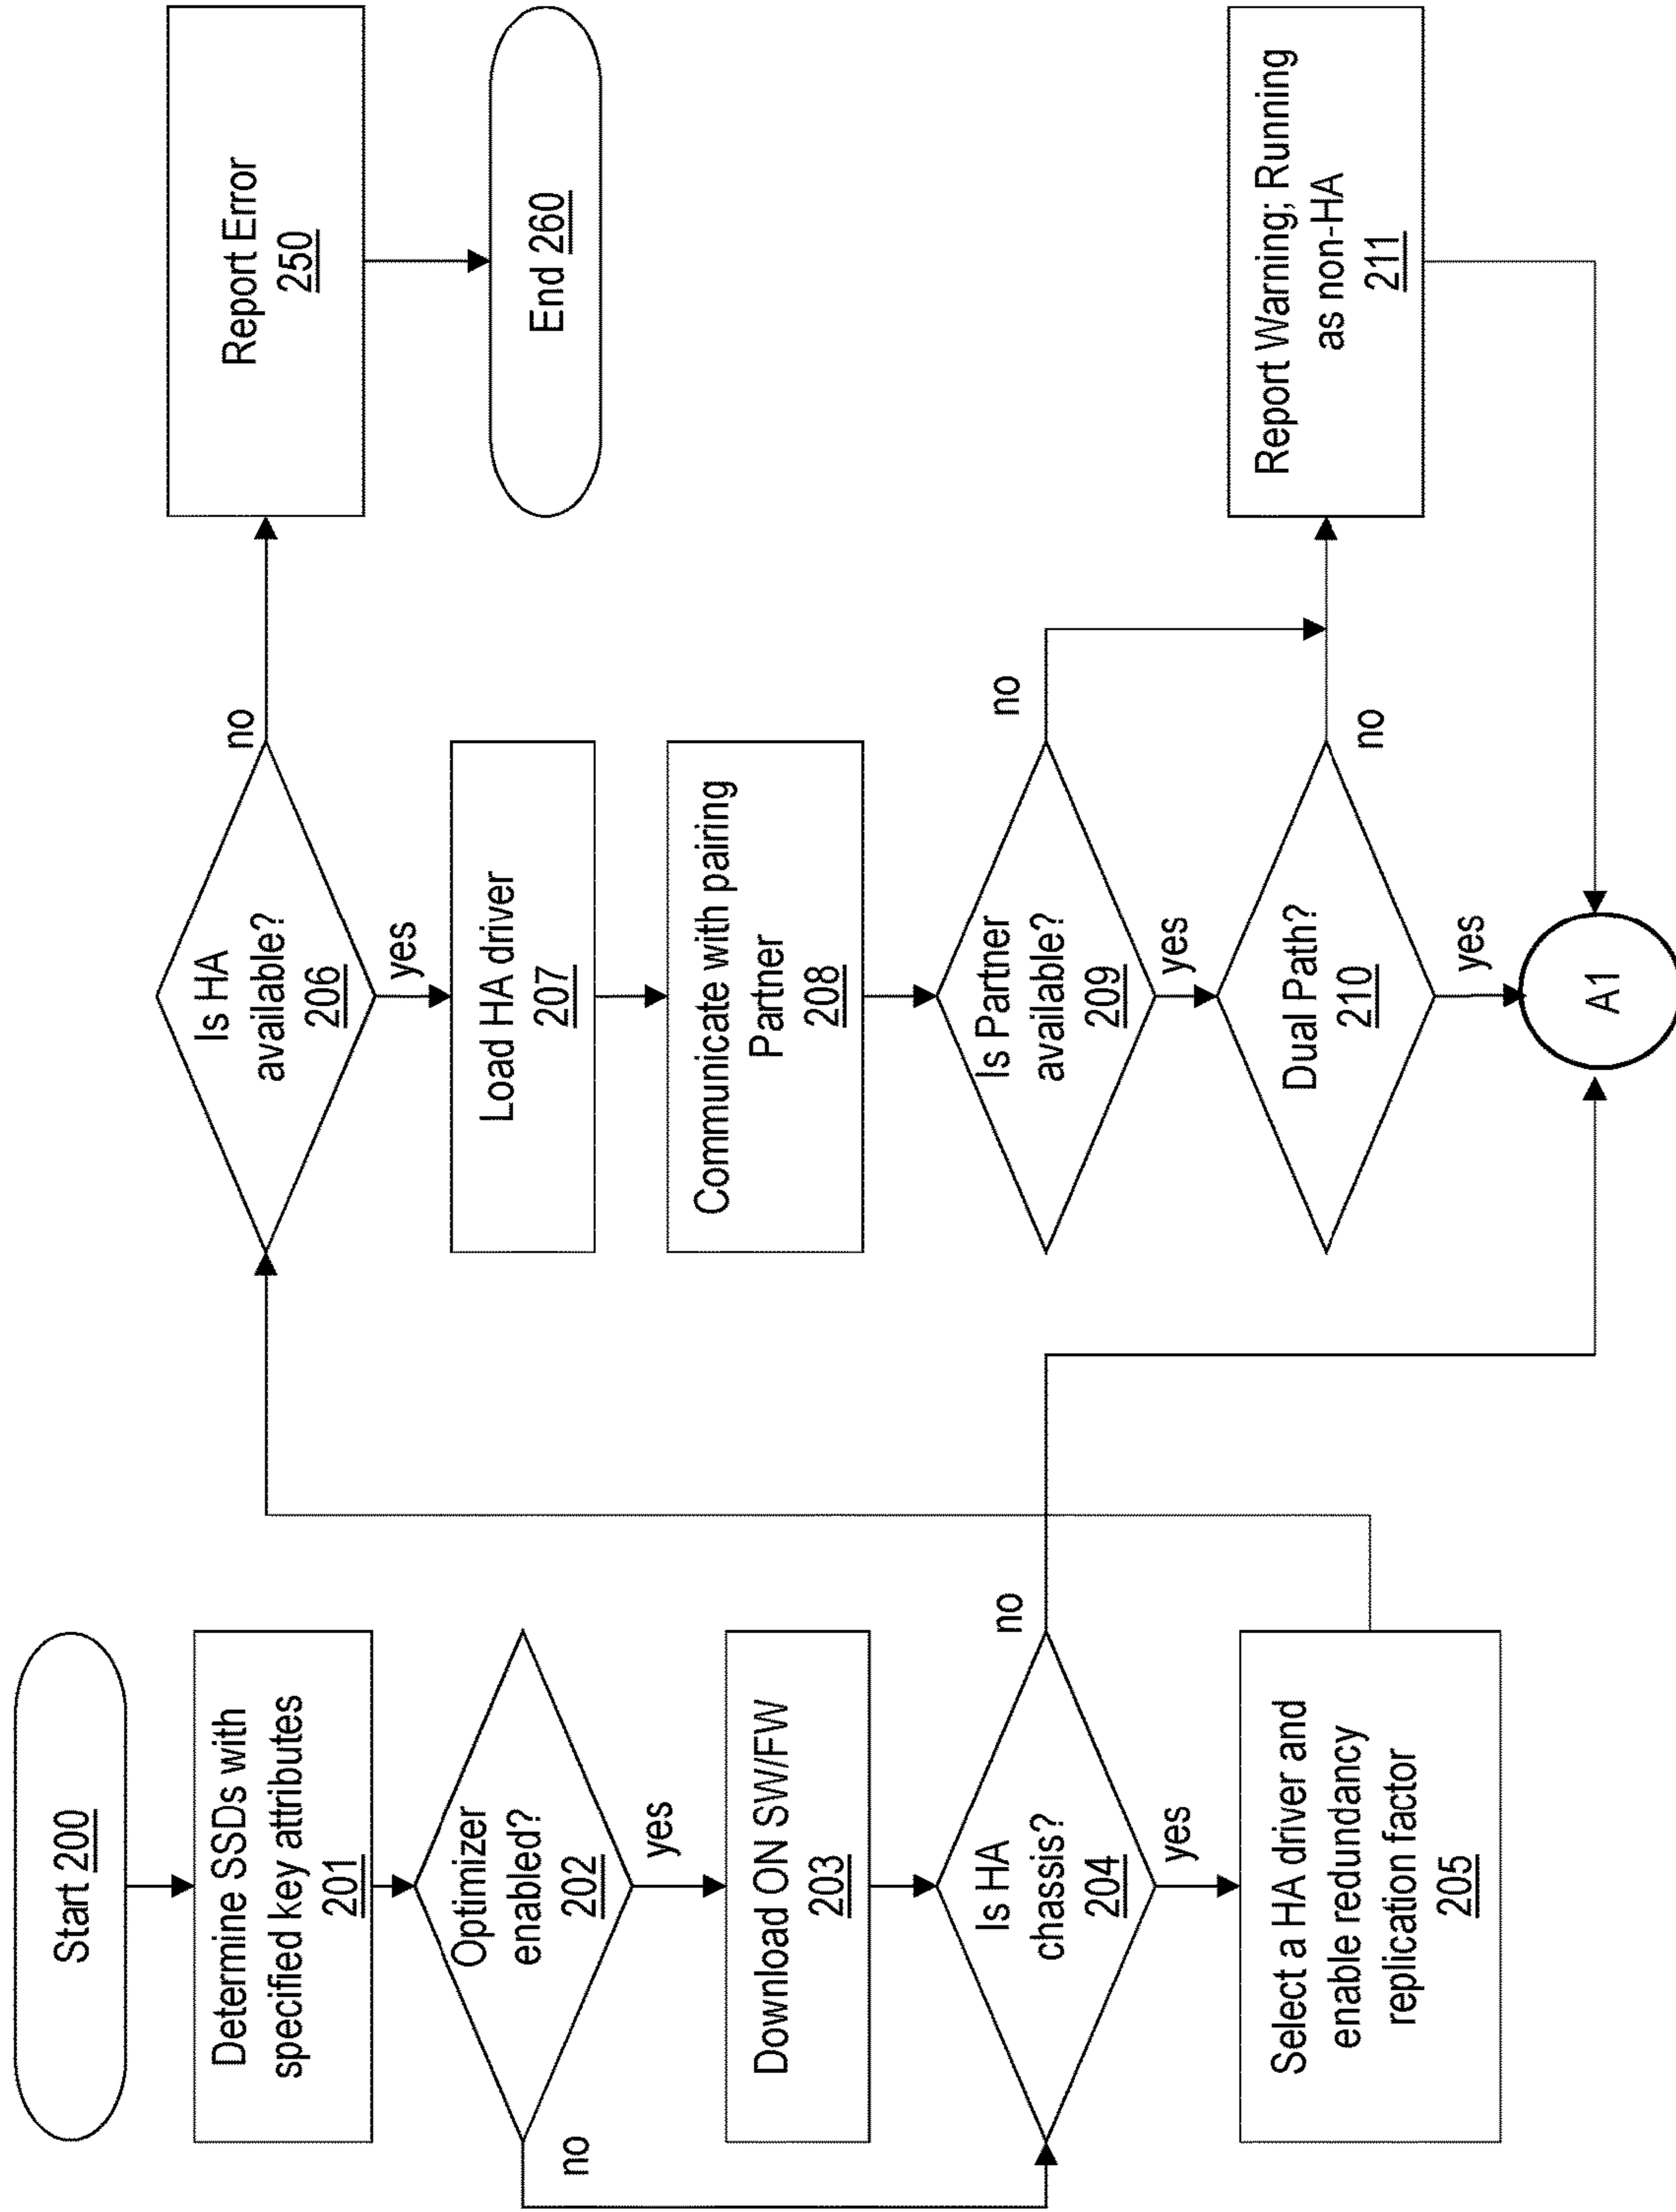 Start 200
Determine SSDs with
specified key attributes
201
Optimizer
enabled?
202
no
yes
Download ON SW/FW
203
Is HA
chassis?
204
no
yes
Select a HA driver and
enable redundancy
replication factor
205
Is HA
available?
206
no
yes
Load HA driver
207
Communicate with pairing
Partner
208
Is Partner
available?
209
no
yes
Dual Path?
210
no
yes
A1
Report Error
250
End 260
Report Warning; Running
as non-HA
211